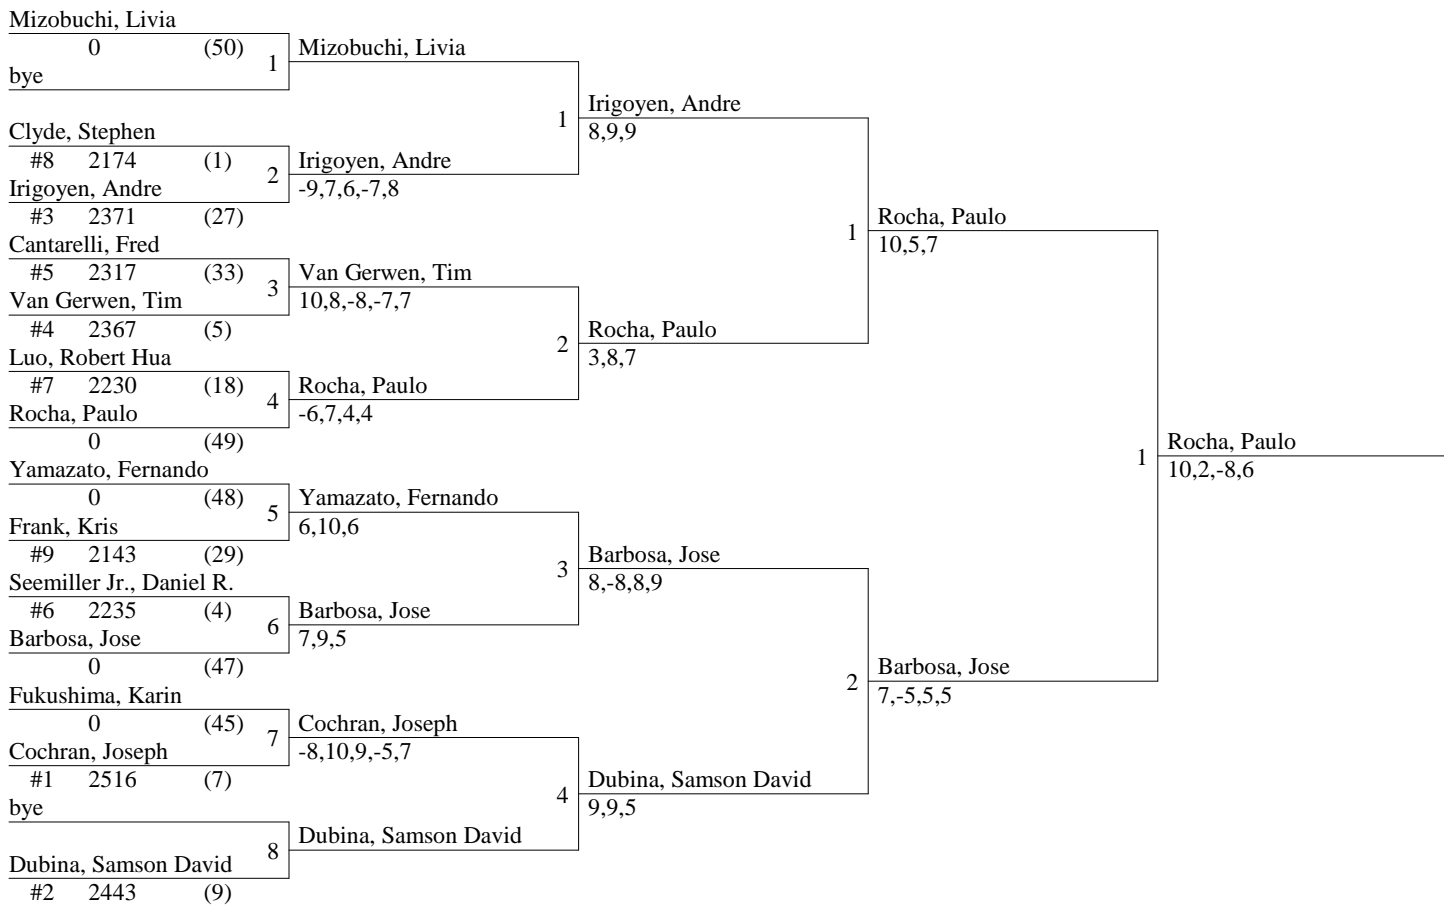 Mizobuchi, Livia
0 (50)
1
Mizobuchi, Livia
bye
1
Irigoyen, Andre
8,9,9
Clyde, Stephen
#8 2174 (1)
2
Irigoyen, Andre
-9,7,6,-7,8
Irigoyen, Andre
#3 2371 (27)
1
Rocha, Paulo
10,5,7
Cantarelli, Fred
#5 2317 (33)
3
Van Gerwen, Tim
10,8,-8,-7,7
Van Gerwen, Tim
#4 2367 (5)
2
Rocha, Paulo
3,8,7
Luo, Robert Hua
#7 2230 (18)
4
Rocha, Paulo
-6,7,4,4
Rocha, Paulo
0 (49)
1
Rocha, Paulo
10,2,-8,6
Yamazato, Fernando
0 (48)
5
Yamazato, Fernando
6,10,6
Frank, Kris
#9 2143 (29)
3
Barbosa, Jose
8,-8,8,9
Seemiller Jr., Daniel R.
#6 2235 (4)
6
Barbosa, Jose
7,9,5
Barbosa, Jose
0 (47)
2
Barbosa, Jose
7,-5,5,5
Fukushima, Karin
0 (45)
7
Cochran, Joseph
-8,10,9,-5,7
Cochran, Joseph
#1 2516 (7)
4
Dubina, Samson David
9,9,5
bye
8
Dubina, Samson David
Dubina, Samson David
#2 2443 (9)